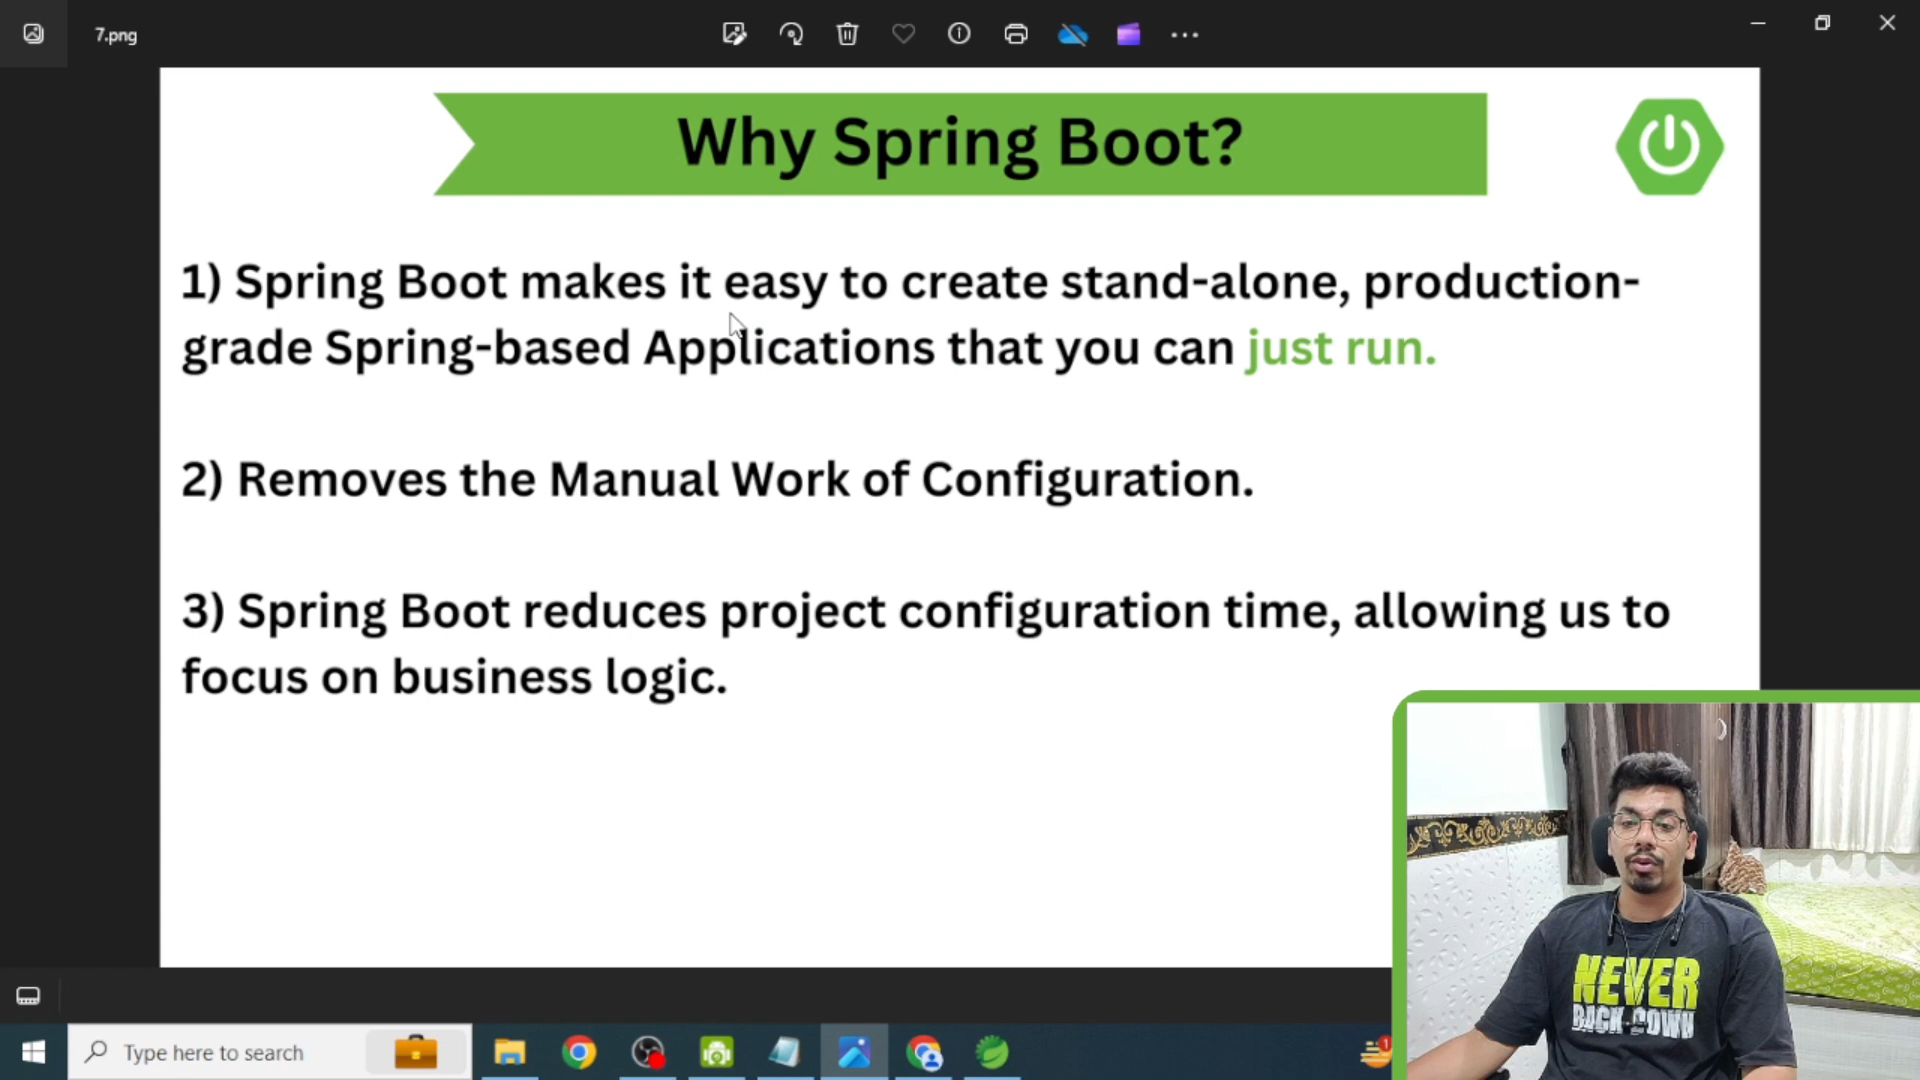 7.png
Why Spring Boot?
1) Spring Boot makes it easy to create stand-alone, production-
grade Spring-based Applications that you can just run.
2) Removes the Manual Work of Configuration.
3) Spring Boot reduces project configuration time, allowing us to
focus on business logic.
NEVER
BACK DOWN
Type here to search
1